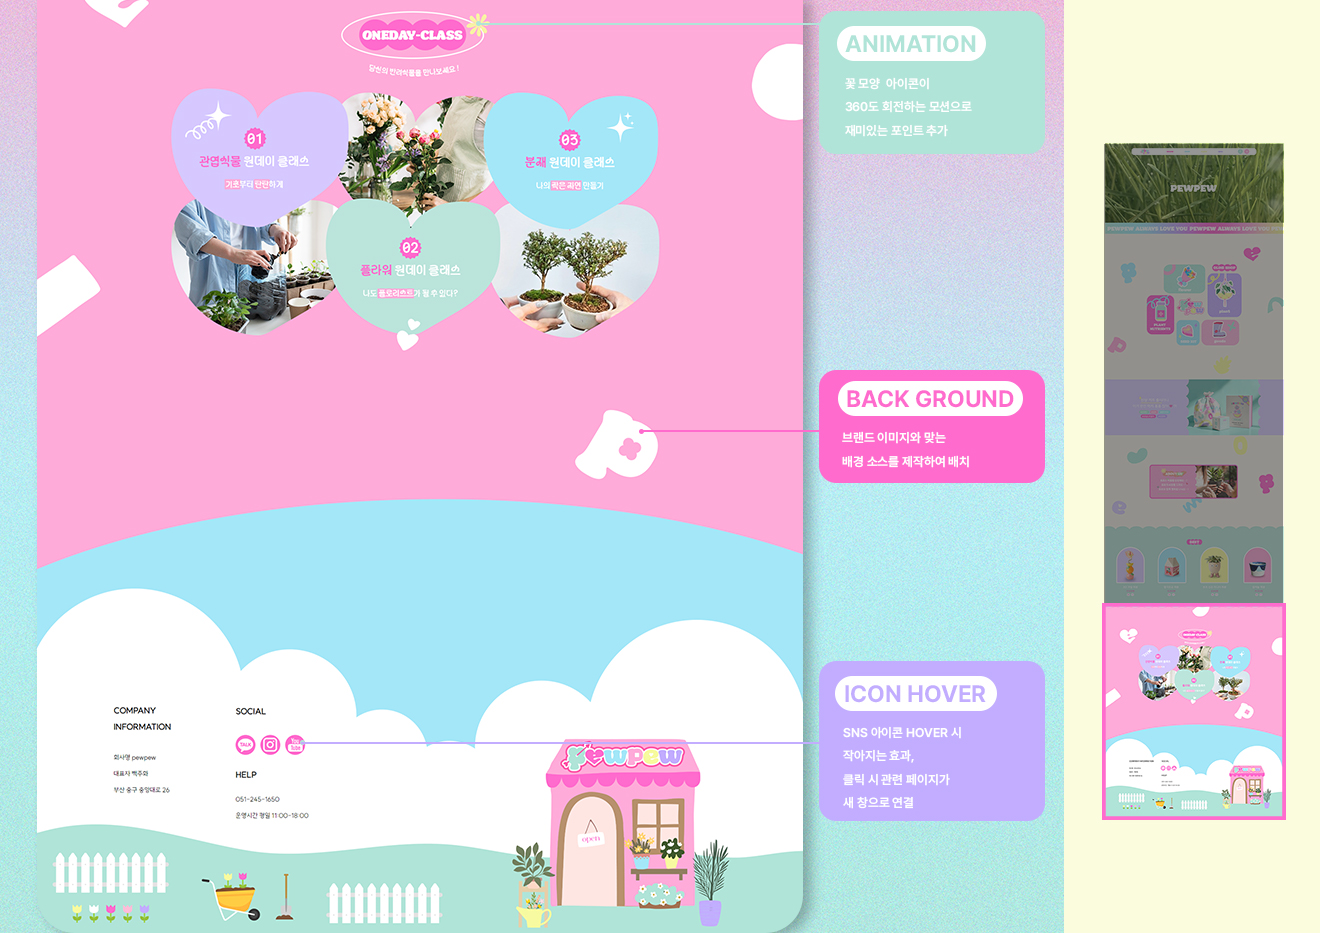 ONEDAY-CLASS
당신의 반려식물을 만나보세요!
01
관엽식물 원데이 클래스
기초부터 탄탄하게
03
분재 원데이 클래스
나의 작은 자연 만들기
02
플라워 원데이 클래스
나도 플로리스트가 될 수 있다?
ANIMATION
꽃 모양 아이콘이
360도 회전하는 모션으로
재미있는 포인트 추가
BACK GROUND
브랜드 이미지와 맞는
배경 소스를 제작하여 배치
ICON HOVER
SNS 아이콘 HOVER 시
작아지는 효과,
클릭 시 관련 페이지가
새 창으로 연결
COMPANY
INFORMATION
회사명 pewpew
대표자 백주화
부산 중구 중앙대로 26
SOCIAL
TALK
You
Tube
HELP
051-245-1650
운영시간 평일 11:00-18:00
pewpew
open
PEWPEW
PEWPEW ALWAYS LOVE YOU PEWPEW ALWAYS LOVE YOU